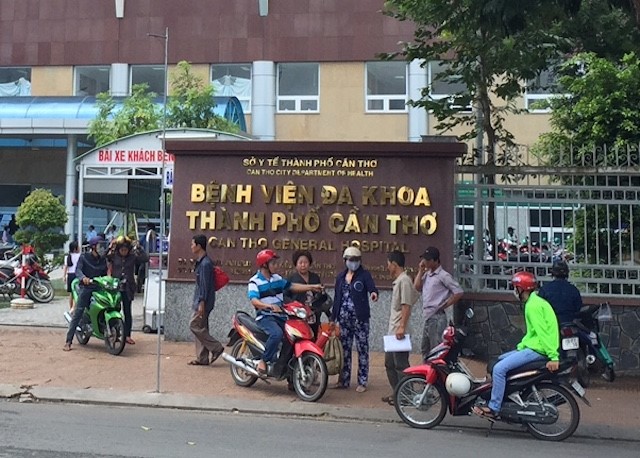 BÃI XE KHÁCH BỆN
SỞ Y TẾ THÀNH PHỐ CẦN THƠ
CAN THO CITY DEPARTMENT OF HEALTH
BỆNH VIỆN ĐA KHOA
THÀNH PHỐ CẦN THƠ
CAN THO GENERAL HOSPITAL